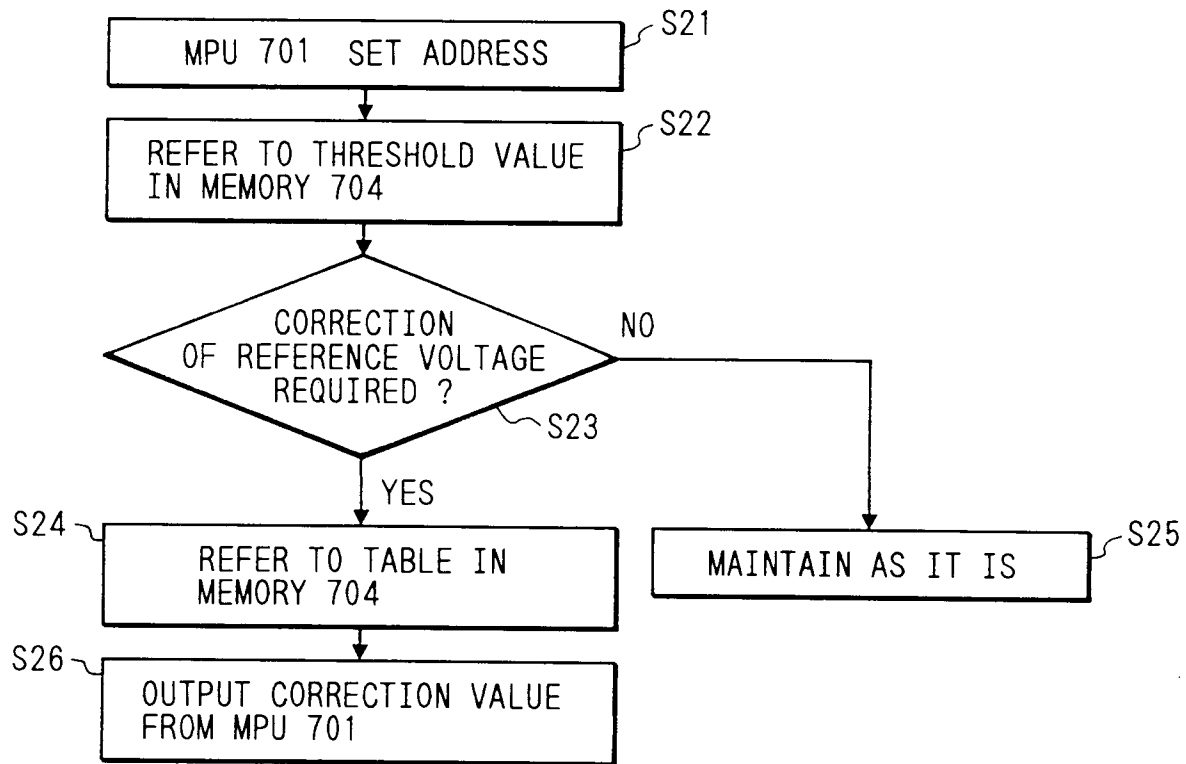 S21
MPU 701 SET ADDRESS
S22
REFER TO THRESHOLD VALUE
IN MEMORY 704
CORRECTION
OF REFERENCE VOLTAGE
REQUIRED ?
NO
S23
YES
S24
REFER TO TABLE IN
MEMORY 704
S25
MAINTAIN AS IT IS
S26
OUTPUT CORRECTION VALUE
FROM MPU 701